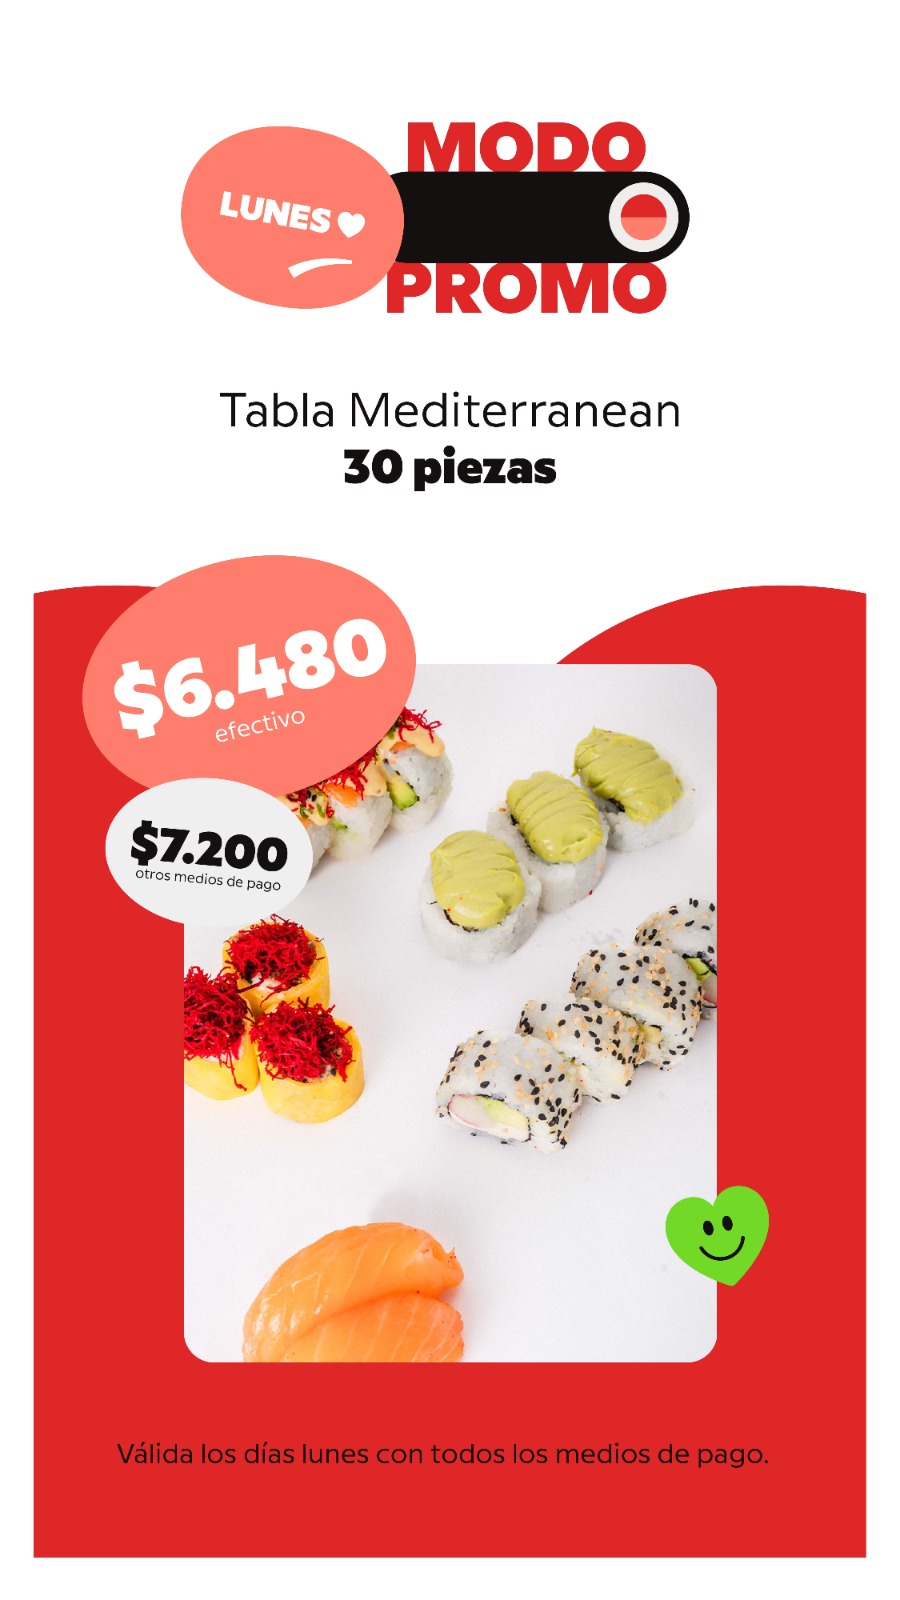 LUNES
MODO
PROMO
Tabla Mediterranean
30 piezas
$6.480
efectivo
$7.200
otros medios de pago
Válida los días lunes con todos los medios de pago.